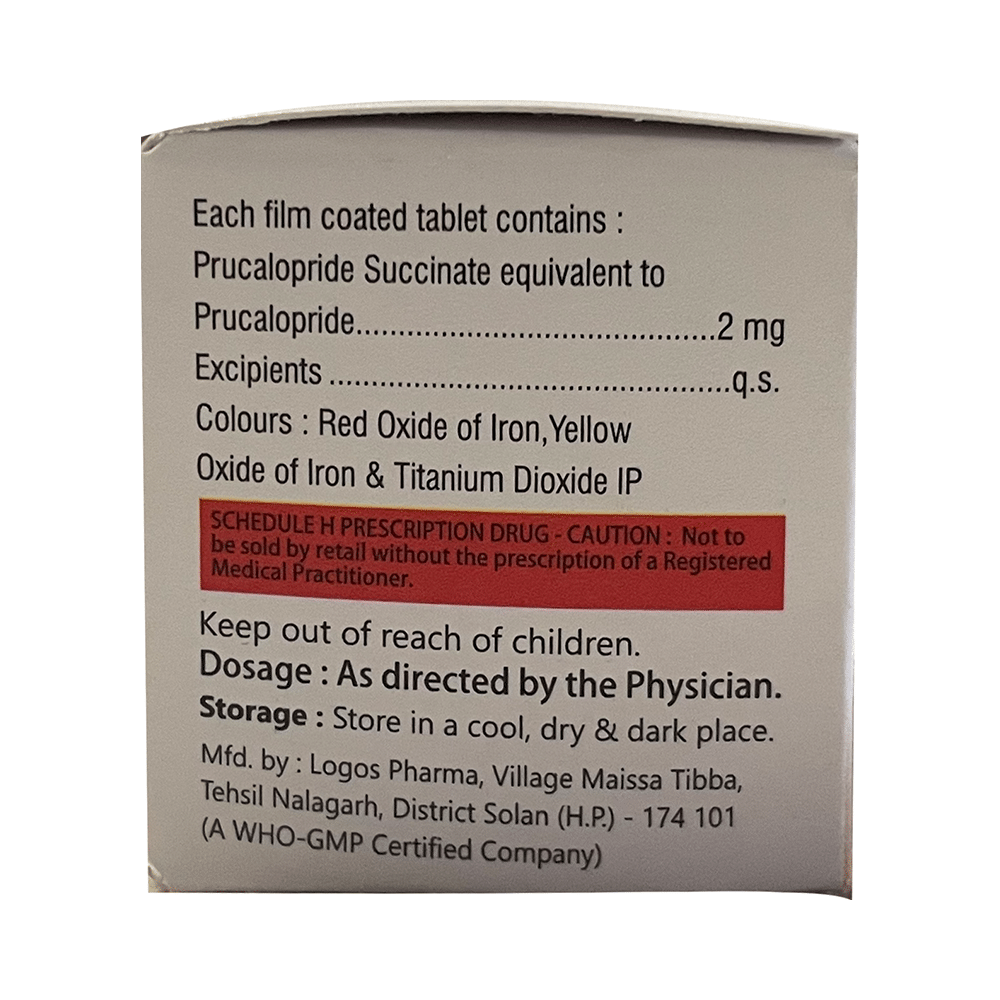 Each film coated tablet contains :
Prucalopride Succinate equivalent to
Prucalopride...........................................2 mg
Excipients ................................................q.s.
Colours : Red Oxide of Iron,Yellow
Oxide of Iron & Titanium Dioxide IP
SCHEDULE H PRESCRIPTION DRUG - CAUTION : Not to
be sold by retail without the prescription of a Registered
Medical Practitioner.
Keep out of reach of children.
Dosage : As directed by the Physician.
Storage : Store in a cool, dry & dark place.
Mfd. by : Logos Pharma, Village Maissa Tibba,
Tehsil Nalagarh, District Solan (H.P.) - 174 101
(A WHO-GMP Certified Company)